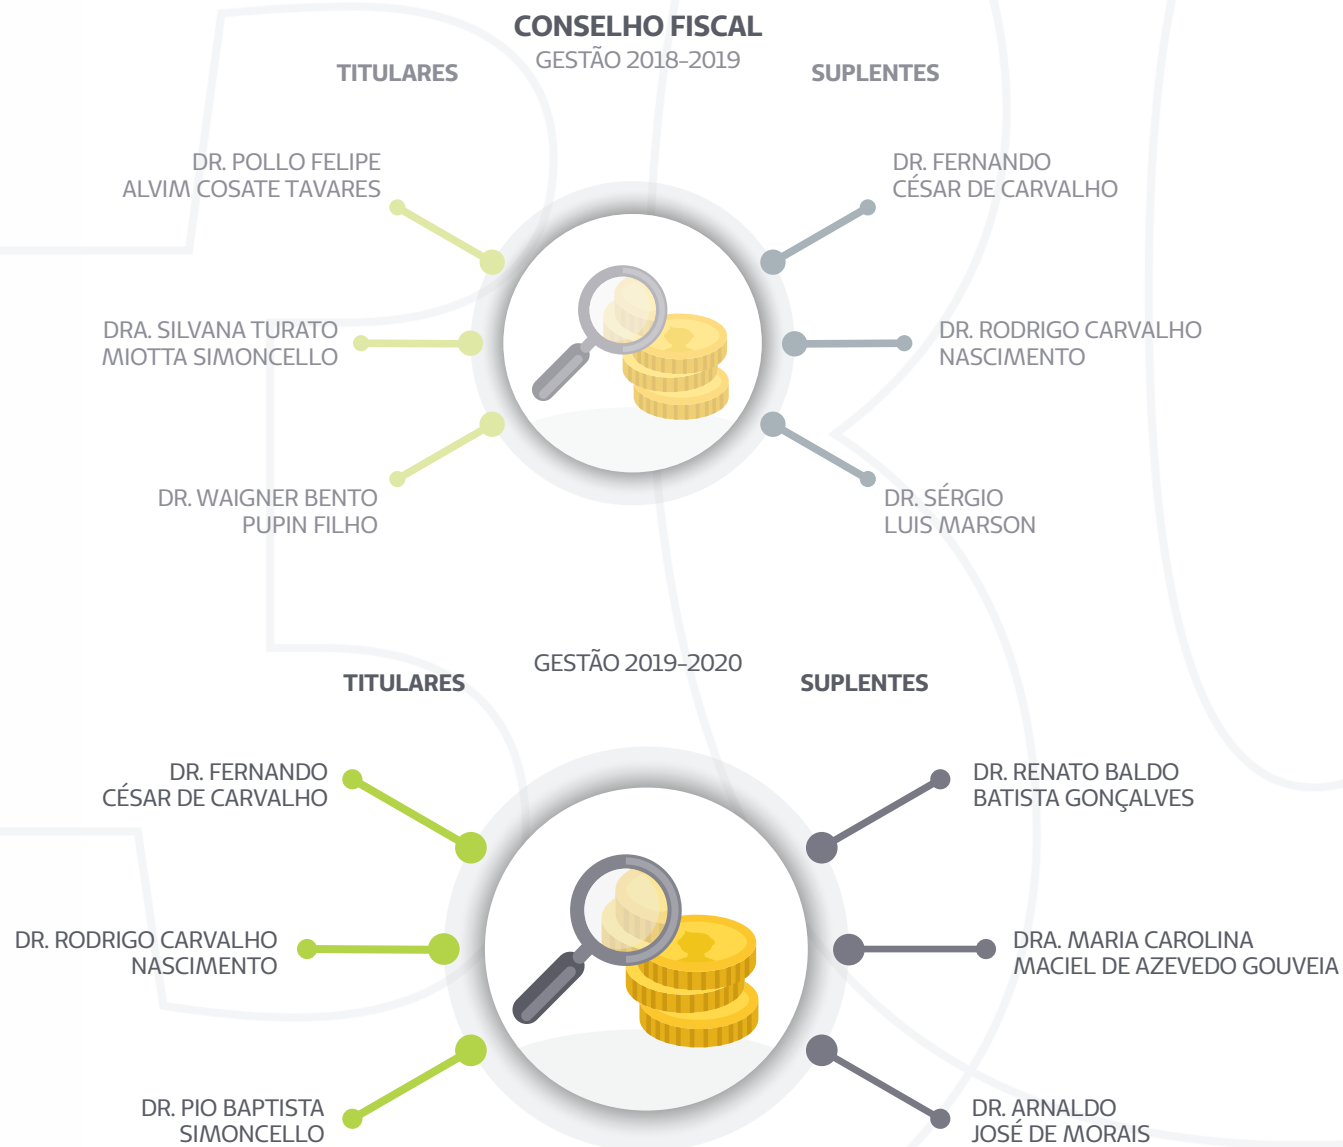 CONSELHO FISCAL
GESTÃO 2018-2019
TITULARES
SUPLENTES
DR. POLLO FELIPE
ALVIM COSATE TAVARES
DR. FERNANDO
CÉSAR DE CARVALHO
DRA. SILVANA TURATO
MIOTTA SIMONCELLO
DR. RODRIGO CARVALHO
NASCIMENTO
DR. WAIGNER BENTO
PUPIN FILHO
DR. SÉRGIO
LUIS MARSON
GESTÃO 2019-2020
TITULARES
SUPLENTES
DR. FERNANDO
CÉSAR DE CARVALHO
DR. RENATO BALDO
BATISTA GONÇALVES
DR. RODRIGO CARVALHO
NASCIMENTO
DRA. MARIA CAROLINA
MACIEL DE AZEVEDO GOUVEIA
DR. PIO BAPTISTA
SIMONCELLO
DR. ARNALDO
JOSÉ DE MORAIS